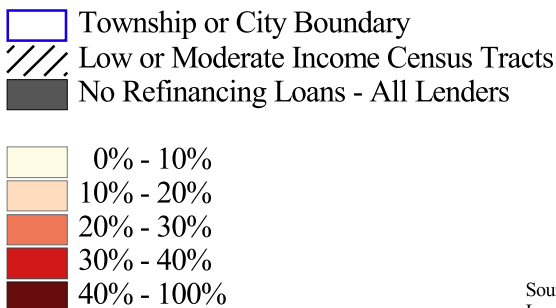 Township or City Boundary
Low or Moderate Income Census Tracts
No Refinancing Loans - All Lenders
0% - 10%
10% - 20%
20% - 30%
30% - 40%
40% - 100%
Sou